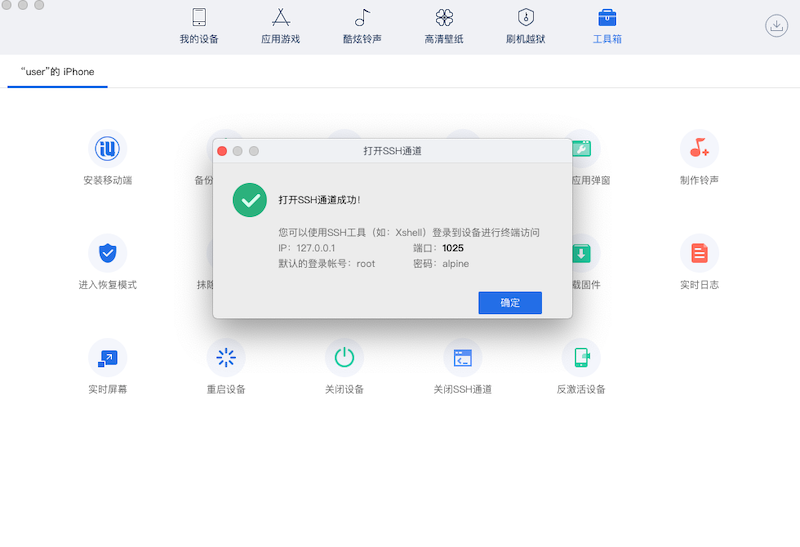 我的设备
应用游戏
酷炫铃声
高清壁纸
刷机越狱
工具箱
“user”的 iPhone
打开SSH通道
打开SSH通道成功!
您可以使用SSH工具（如：Xshell）登录到设备进行终端访问
IP：127.0.0.1 端口：1025
默认的登录帐号：root 密码：alpine
确定
安装移动端
备份
应用弹窗
制作铃声
进入恢复模式
抹除
载固件
实时日志
实时屏幕
重启设备
关闭设备
关闭SSH通道
反激活设备